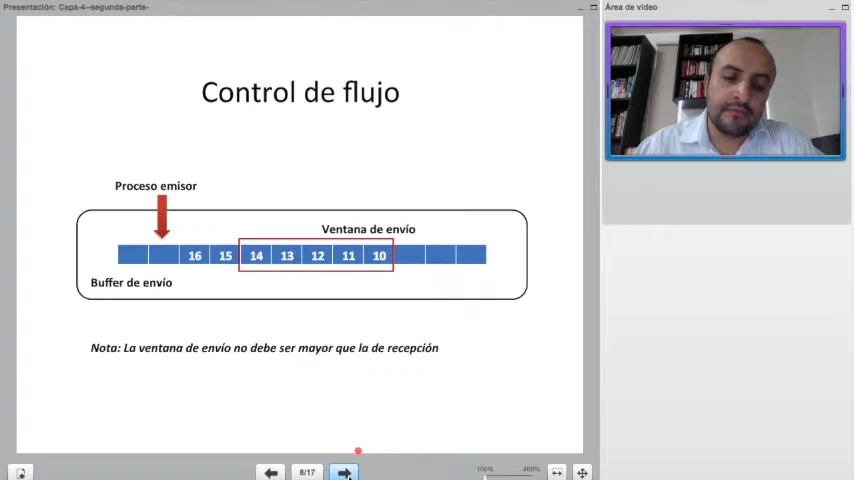 Presentación: Capa-4--segunda-parte-
Área de video
Control de flujo
Proceso emisor
Ventana de envío
16 15 14 13 12 11 10
Buffer de envío
Nota: La ventana de envío no debe ser mayor que la de recepción
8/17
100% 400%